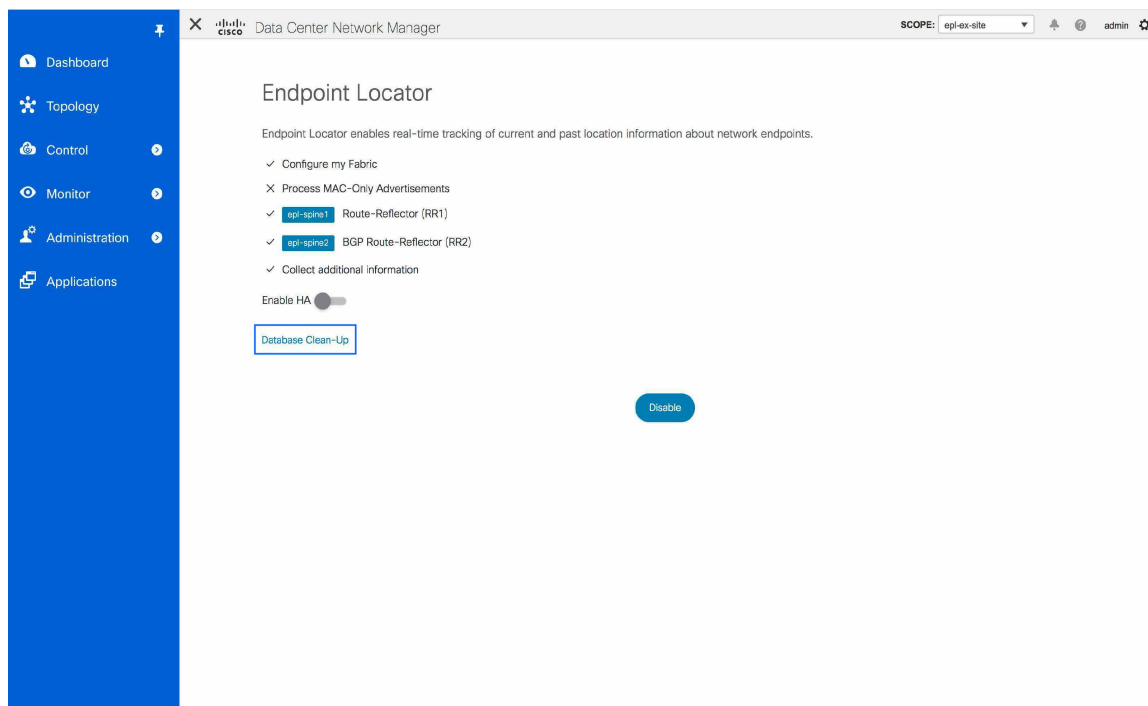 CISCO Data Center Network Manager
SCOPE: epl-ex-site
admin
Dashboard
Topology
Control
Monitor
Administration
Applications
Endpoint Locator
Endpoint Locator enables real-time tracking of current and past location information about network endpoints.
Configure my Fabric
Process MAC-Only Advertisements
epl-spine1 Route-Reflector (RR1)
epl-spine2 BGP Route-Reflector (RR2)
Collect additional information
Enable HA
Database Clean-Up
Disable